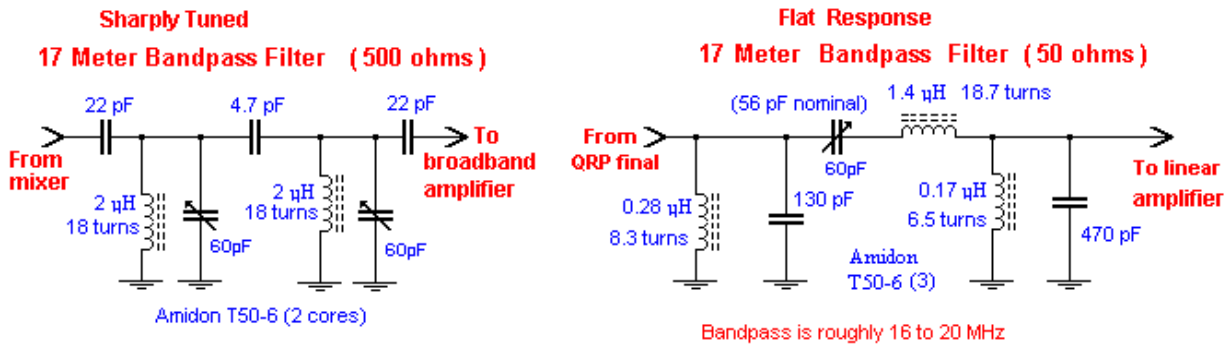 Sharply Tuned
17 Meter Bandpass Filter ( 500 ohms )
22 pF
4.7 pF
22 pF
From
mixer
To
broadband
amplifier
2 µH
18 turns
60pF
2 µH
18 turns
60pF
Amidon T50-6 (2 cores)
Flat Response
17 Meter Bandpass Filter ( 50 ohms )
(56 pF nominal)
1.4 µH 18.7 turns
From
QRP final
60pF
To linear
amplifier
0.28 µH
8.3 turns
130 pF
0.17 µH
6.5 turns
470 pF
Amidon
T50-6 (3)
Bandpass is roughly 16 to 20 MHz